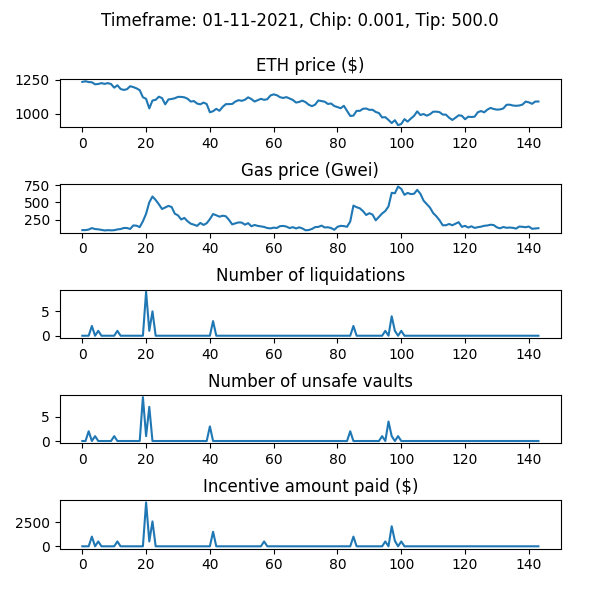 Timeframe: 01-11-2021, Chip: 0.001, Tip: 500.0
ETH price ($)
1250
1000
0 20 40 60 80 100 120 140
Gas price (Gwei)
750
500
250
0 20 40 60 80 100 120 140
Number of liquidations
5
0
0 20 40 60 80 100 120 140
Number of unsafe vaults
5
0
0 20 40 60 80 100 120 140
Incentive amount paid ($)
2500
0
0 20 40 60 80 100 120 140